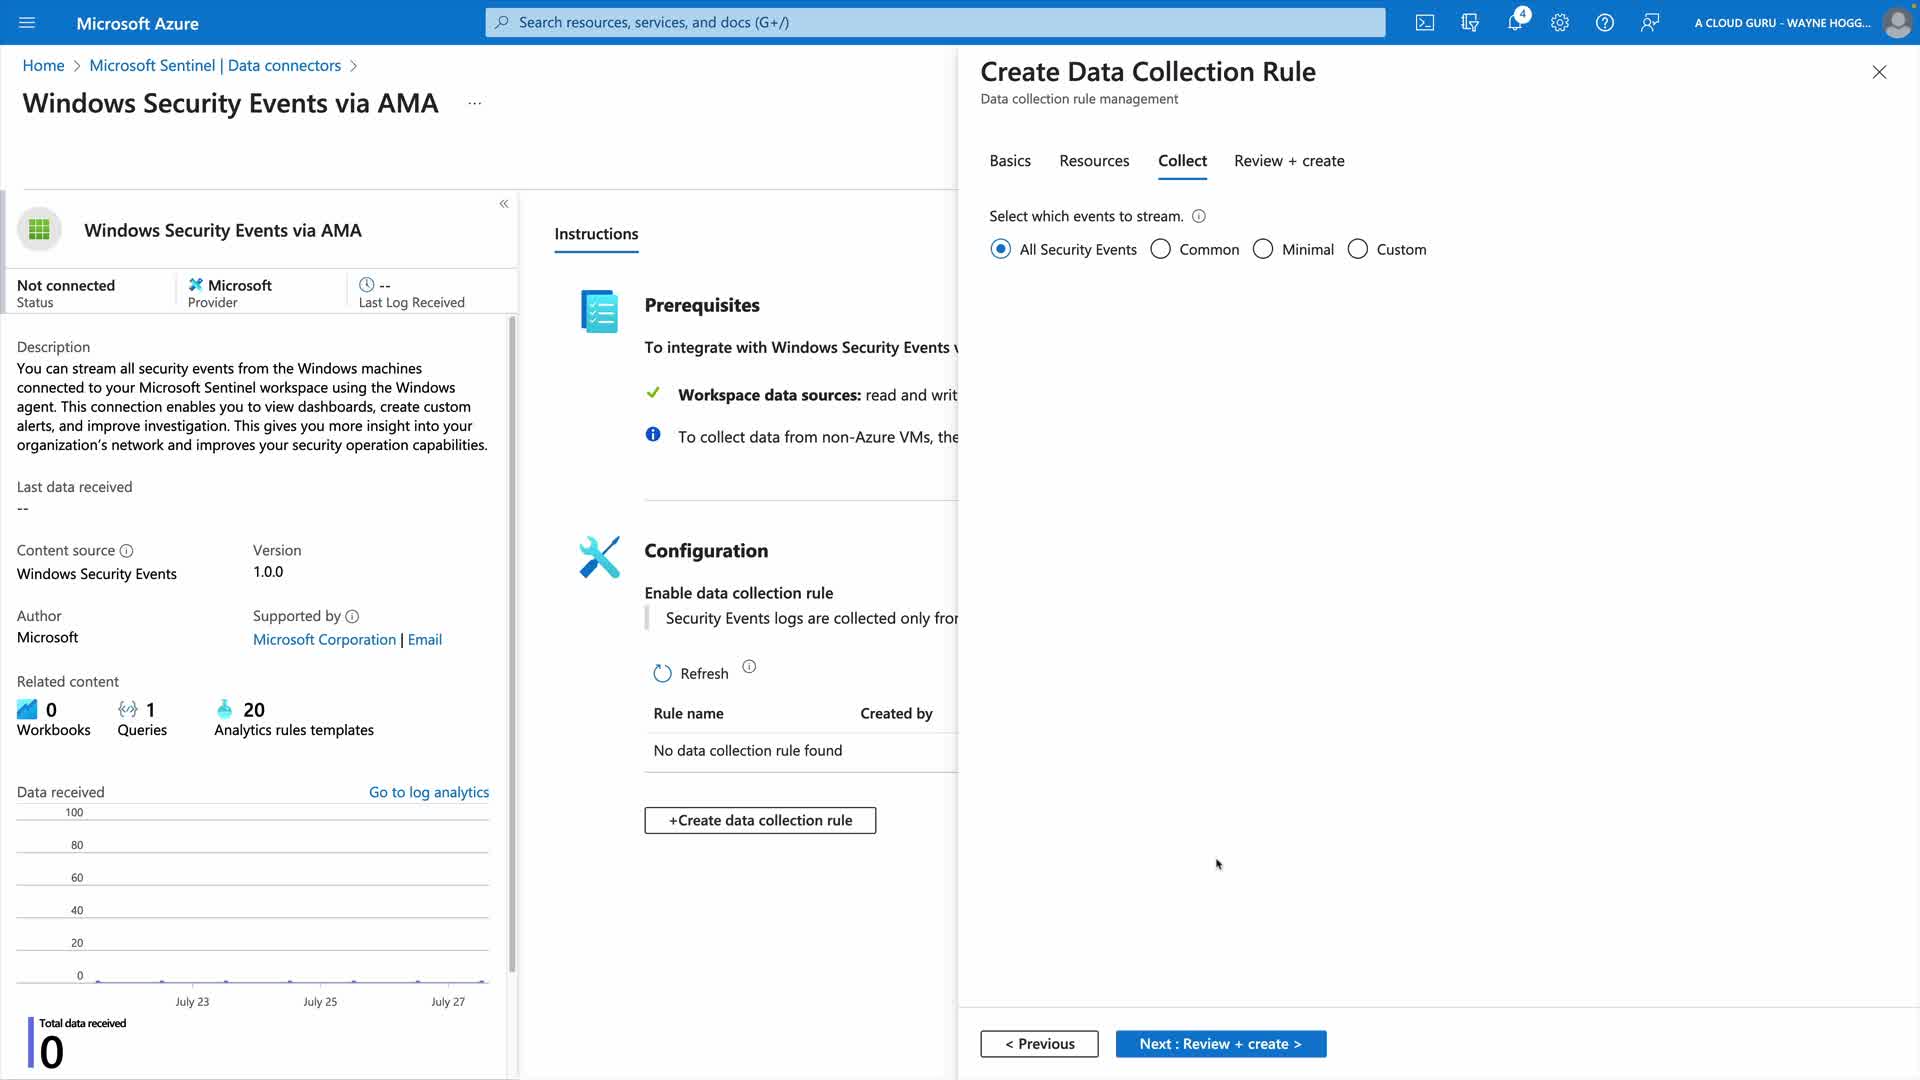 Microsoft Azure
Search resources, services, and docs (G+/)
4
A CLOUD GURU - WAYNE HOGG...
Home > Microsoft Sentinel | Data connectors >
Windows Security Events via AMA ...
«
Windows Security Events via AMA
Not connected
Status
Microsoft
Provider
--
Last Log Received
Description
You can stream all security events from the Windows machines
connected to your Microsoft Sentinel workspace using the Windows
agent. This connection enables you to view dashboards, create custom
alerts, and improve investigation. This gives you more insight into your
organization's network and improves your security operation capabilities.
Last data received
--
Content source
Windows Security Events
Version
1.0.0
Author
Microsoft
Supported by
Microsoft Corporation | Email
Related content
0
Workbooks
1
Queries
20
Analytics rules templates
Data received
Go to log analytics
100
80
60
40
20
0
July 23
July 25
July 27
Total data received
0
Instructions
Prerequisites
To integrate with Windows Security Events v
Workspace data sources: read and writ
To collect data from non-Azure VMs, the
Configuration
Enable data collection rule
Security Events logs are collected only from
Refresh
Rule name
Created by
No data collection rule found
+Create data collection rule
Create Data Collection Rule
Data collection rule management
Basics
Resources
Collect
Review + create
Select which events to stream.
All Security Events
Common
Minimal
Custom
< Previous
Next : Review + create >